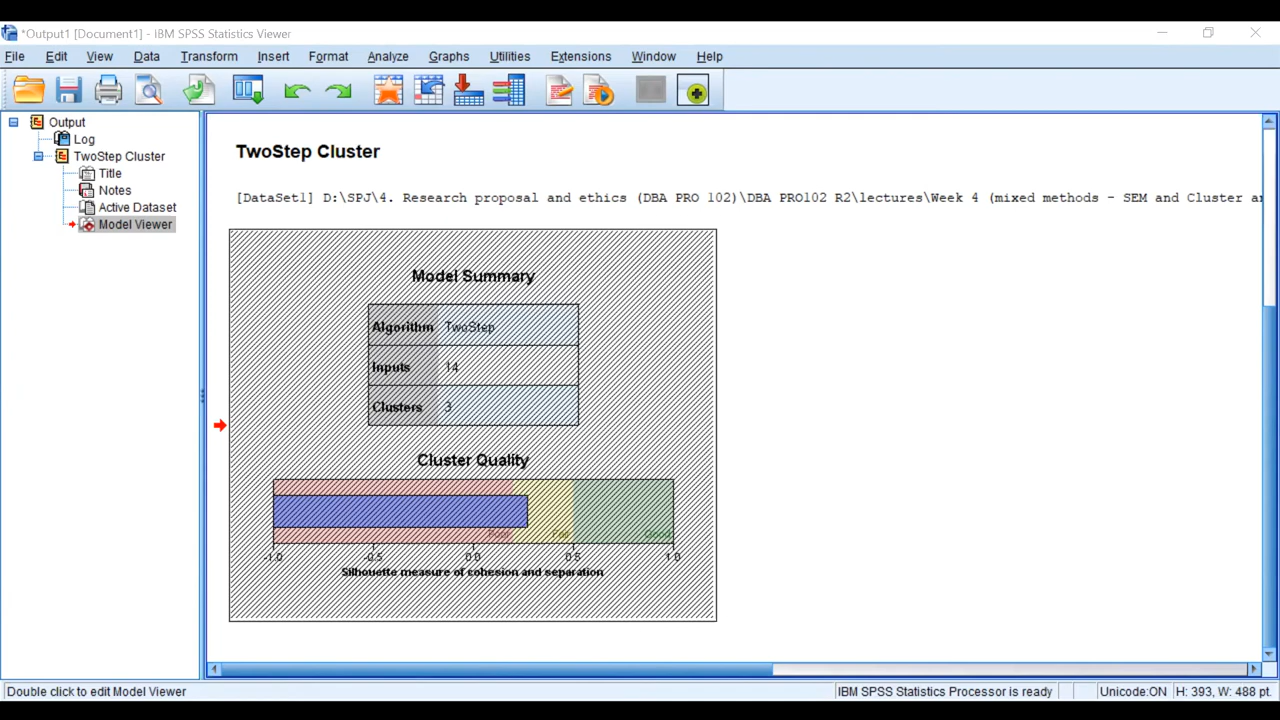 *Output1 [Document1] - IBM SPSS Statistics Viewer
File Edit View Data Transform Insert Format Analyze Graphs Utilities Extensions Window Help
Output
Log
TwoStep Cluster
Title
Notes
Active Dataset
Model Viewer
TwoStep Cluster
[DataSet1] D:\SPJ\4. Research proposal and ethics (DBA PRO 102)\DBA PRO102 R2\lectures\Week 4 (mixed methods - SEM and Cluster a
Model Summary
Algorithm TwoStep
Inputs 14
Clusters 3
Cluster Quality
Poor Fair Good
-1.0 -0.5 0.0 0.5 1.0
Silhouette measure of cohesion and separation
Double click to edit Model Viewer
IBM SPSS Statistics Processor is ready Unicode:ON H: 393, W: 488 pt.